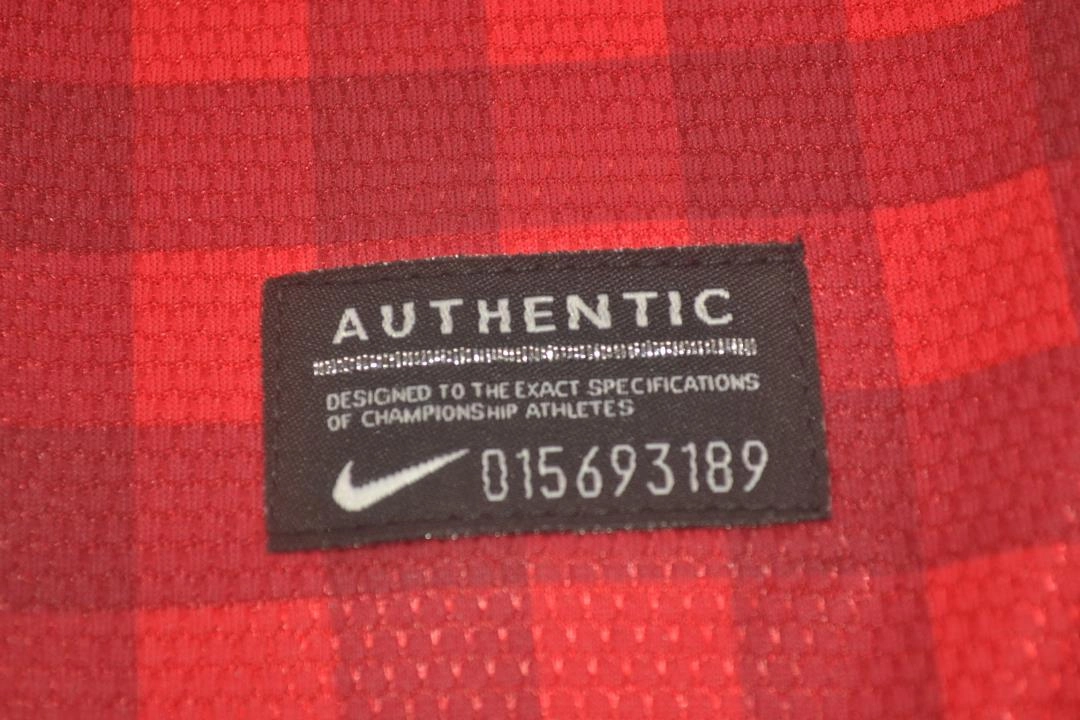 AUTHENTIC
DESIGNED TO THE EXACT SPECIFICATIONS
OF CHAMPIONSHIP ATHLETES
015693189